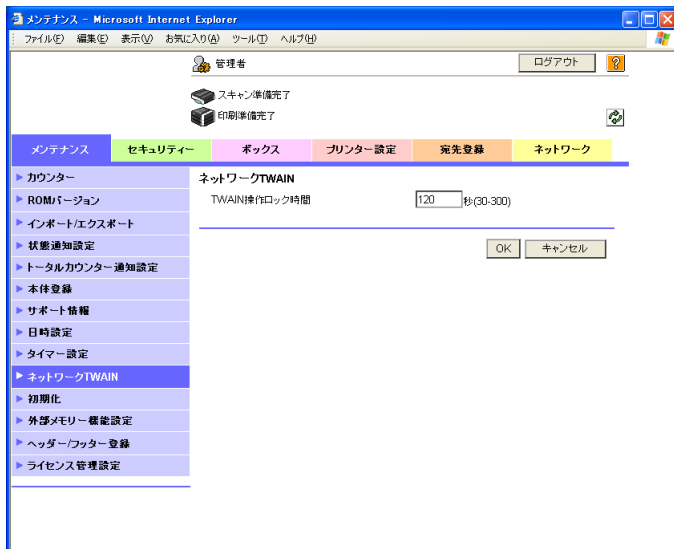 メンテナンス - Microsoft Internet Explorer
ファイル(F) 編集(E) 表示(V) お気に入り(A) ツール(T) ヘルプ(H)
管理者
ログアウト
?
スキャン準備完了
印刷準備完了
メンテナンス セキュリティー ボックス プリンター設定 宛先登録 ネットワーク
カウンター
ROMバージョン
インポート/エクスポート
状態通知設定
トータルカウンター通知設定
本体登録
サポート情報
日時設定
タイマー設定
ネットワークTWAIN
初期化
外部メモリー機能設定
ヘッダー/フッター登録
ライセンス管理設定
ネットワークTWAIN
TWAIN操作ロック時間 120 秒(30-300)
OK キャンセル